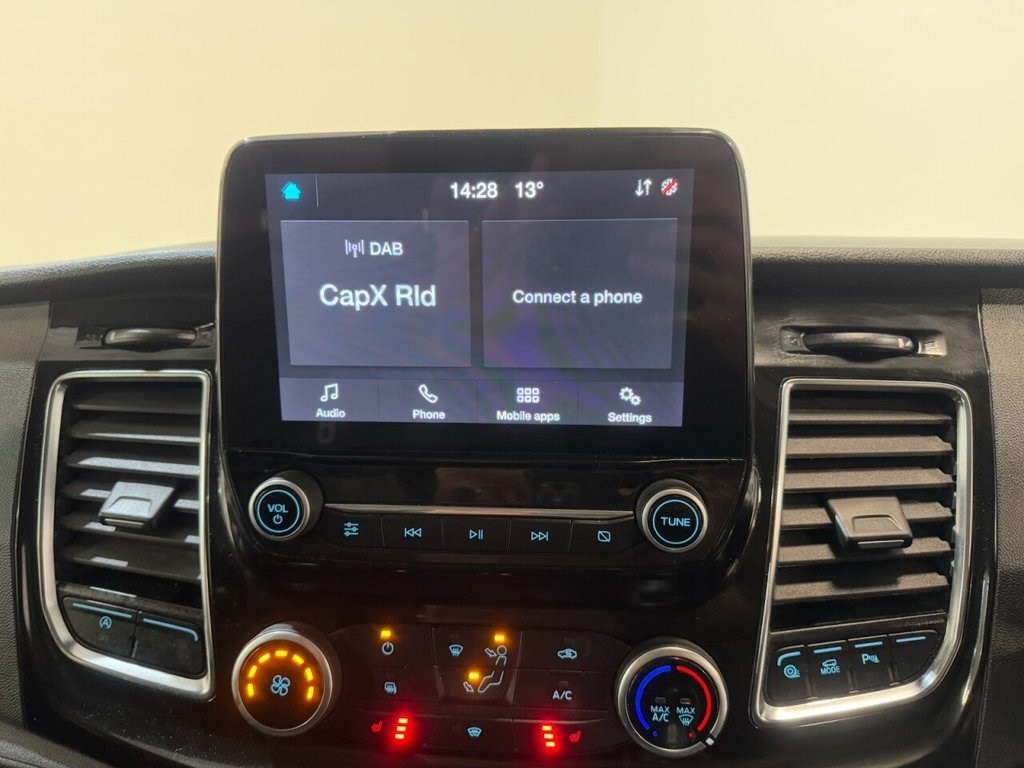 14:28 13°
DAB
CapX Rld
Connect a phone
Audio
Phone
Mobile apps
Settings
VOL
TUNE
A
MODE
P
A/C
MAX
A/C
MAX